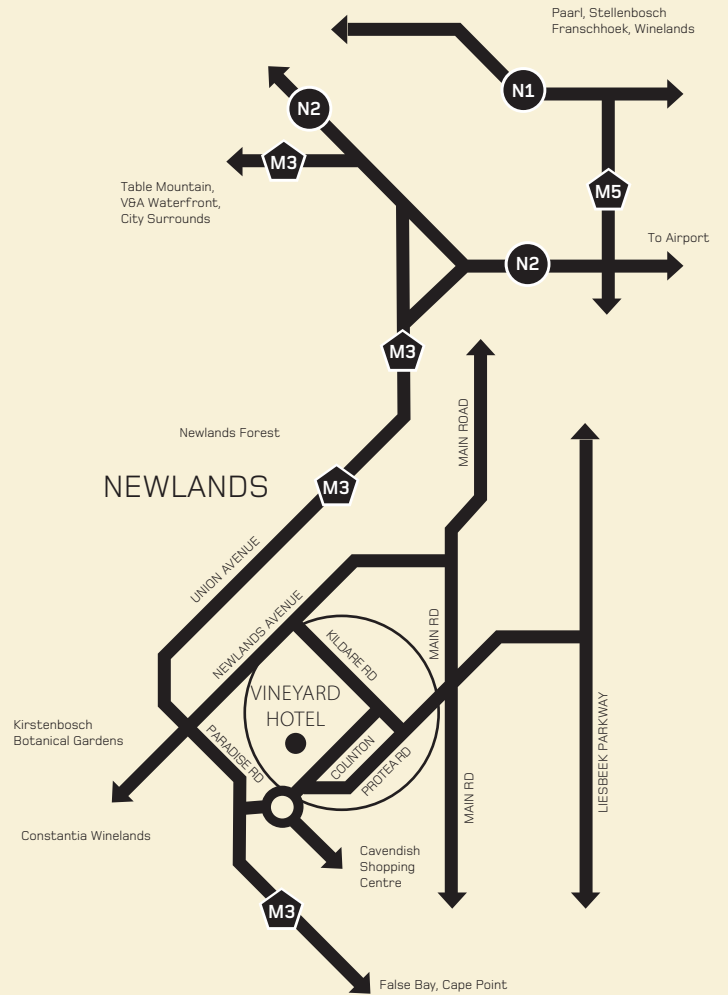 Paarl, Stellenbosch
Franschhoek, Winelands
N1
N2
M3
Table Mountain,
V&A Waterfront,
City Surrounds
M5
To Airport
N2
M3
MAIN ROAD
Newlands Forest
NEWLANDS
M3
UNION AVENUE
NEWLANDS AVENUE
KILDARE RD
MAIN RD
VINEYARD
HOTEL
Kirstenbosch
Botanical Gardens
PARADISE RD
COLINTON
PROTEA RD
MAIN RD
LIESBEEK PARKWAY
Constantia Winelands
Cavendish
Shopping
Centre
M3
False Bay, Cape Point